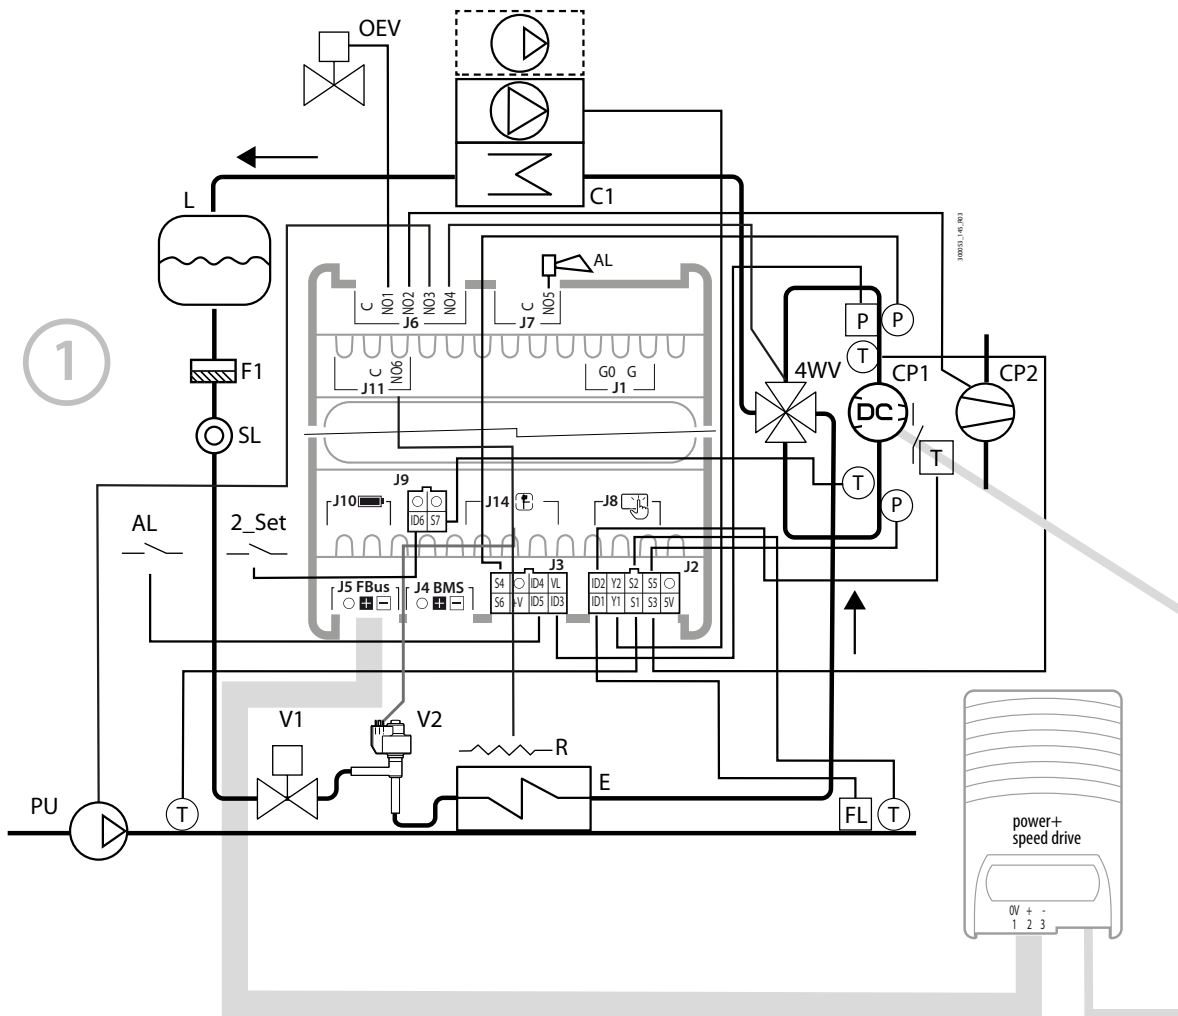 OEV
C1
L
300053_145_R03
AL
C NO1 NO2 NO3 NO4
J6
C NO5
J7
1
F1
C NO6
J11
G0 G
J1
P
P
T
4WV
CP1
CP2
DC
SL
T
J9
J10
J14
J8
T
ID6 S7
P
AL
2_Set
J3
J2
S4 ID4 VL
S6 +V ID5 ID3
ID2 Y2 S2 S5
ID1 Y1 S1 S3 5V
J5 FBus
J4 BMS
V1
V2
R
E
PU
T
FL
T
power+
speed drive
0V + -
1 2 3